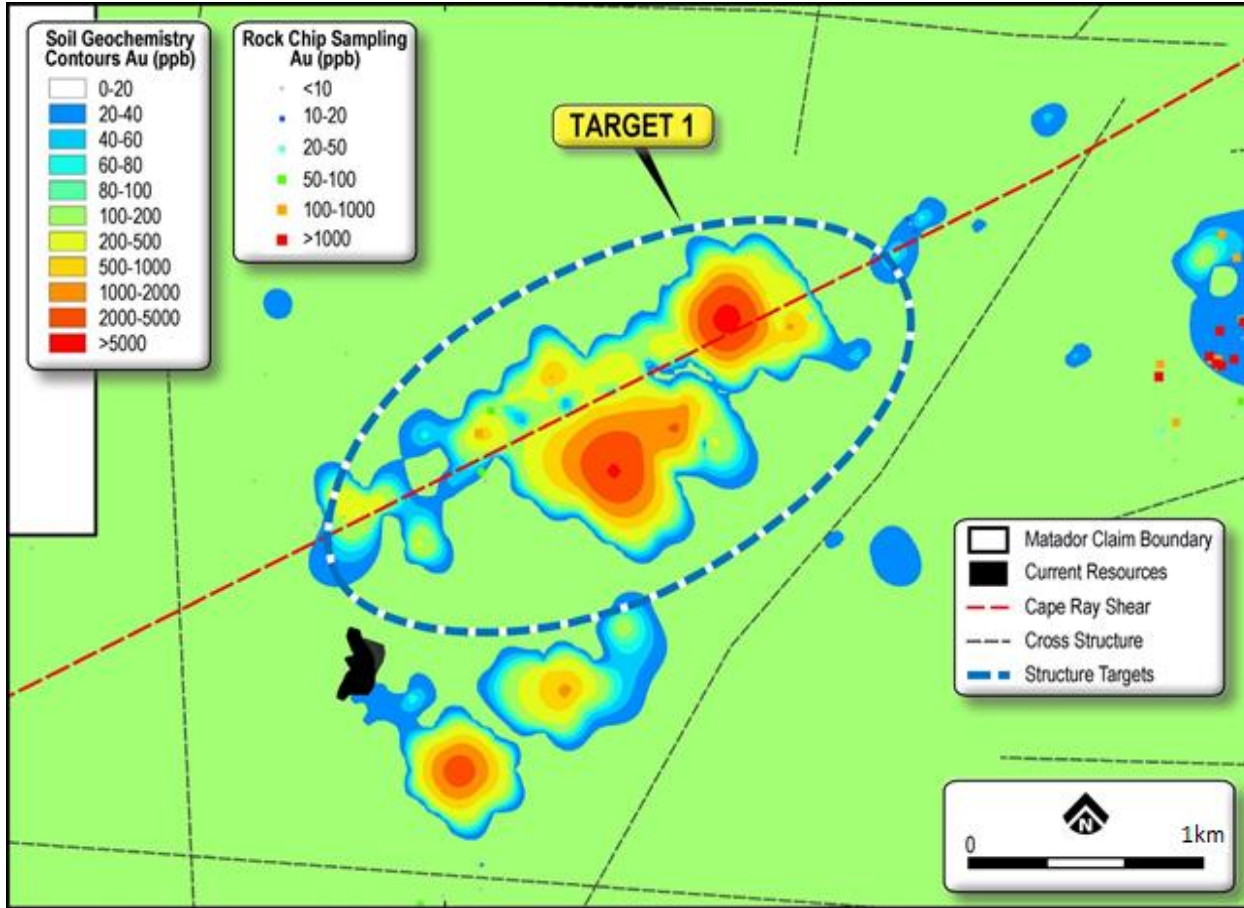 Soil Geochemistry
Contours Au (ppb)
0-20
20-40
40-60
60-80
80-100
100-200
200-500
500-1000
1000-2000
2000-5000
>5000
Rock Chip Sampling
Au (ppb)
<10
10-20
20-50
50-100
100-1000
>1000
TARGET 1
Matador Claim Boundary
Current Resources
Cape Ray Shear
Cross Structure
Structure Targets
N
0 1km